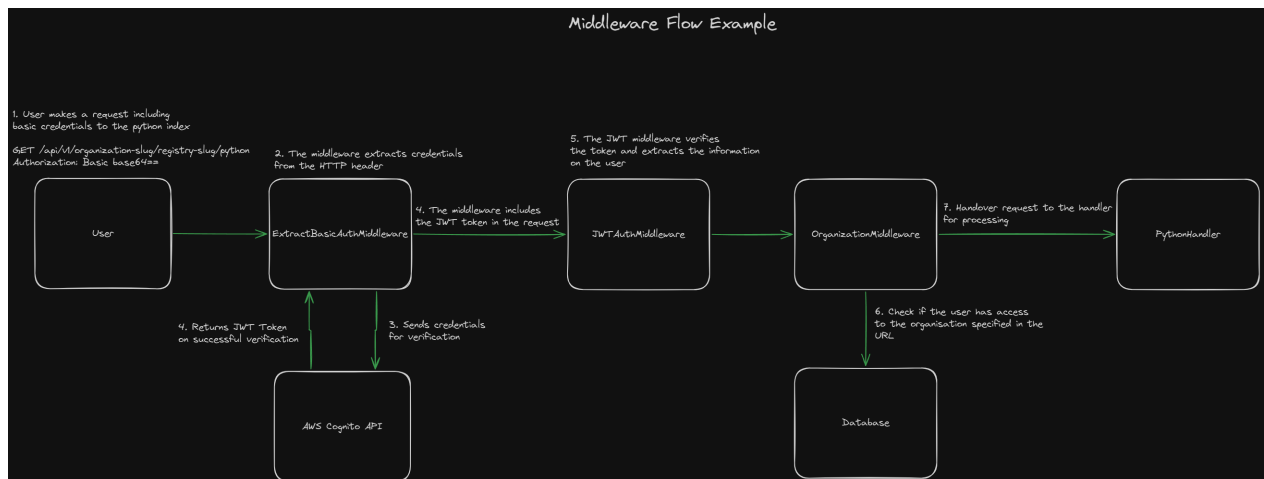 Middleware Flow Example
1. User makes a request including
basic credentials to the python index
GET /api/v1/organization-slug/registry-slug/python
Authorization: Basic base64==
2. The middleware extracts credentials
from the HTTP header
5. The JWT middleware verifies
the token and extracts the information
on the user
4. The middleware includes
the JWT token in the request
7. Handover request to the handler
for processing
User
ExtractBasicAuthMiddleware
JWTAuthMiddleware
OrganizationMiddleware
PythonHandler
4. Returns JWT Token
on successful verification
3. Sends credentials
for verification
6. Check if the user has access
to the organisation specified in the
URL
AWS Cognito API
Database